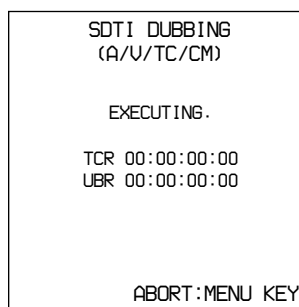 SDTI DUBBING
(A/V/TC/CM)
EXECUTING.
TCR 00:00:00:00
UBR 00:00:00:00
ABORT:MENU KEY